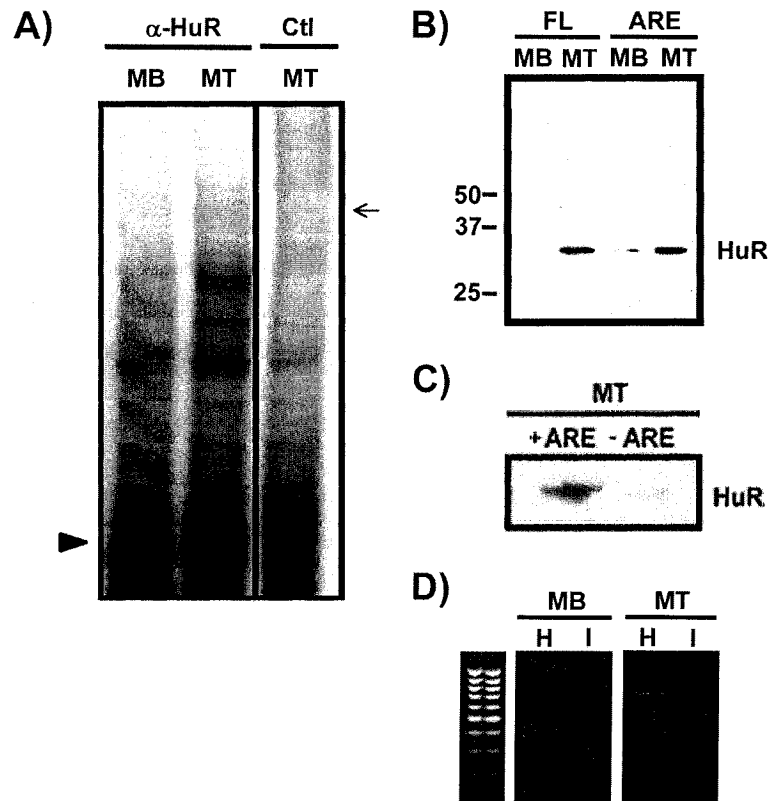 A)
α-HuR Ctl
MB MT MT
B)
FL ARE
MB MT MB MT
50–
37–
25–
HuR
C)
MT
+ARE - ARE
HuR
D)
MB MT
H I H I